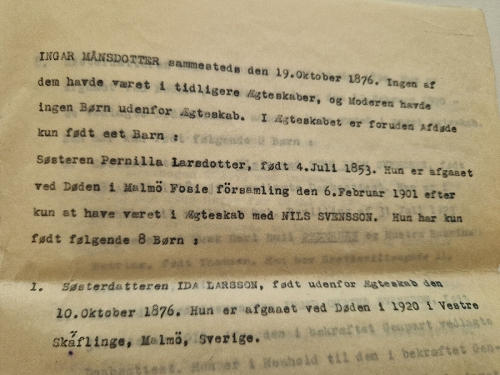 INGAR MÅNSDOTTER sammesteds den 19.Oktober 1876. Ingen af
dem havde været i tidligere Ægteskaber, og Moderen havde
ingen Børn udenfor Ægteskab. I Ægteskabet er foruden Afdøde
kun født eet Barn :
Søsteren Pernilla Larsdotter, født 4.Juli 1853. Hun er afgaaet
ved Døden i Malmö Fosie församling den 6.Februar 1901 efter
kun at have været i Ægteskab med NILS SVENSSON. Hun har kun
født følgende 8 Børn :
1. Søsterdatteren IDA LARSSON, født udenfor Ægteskab den
10.Oktober 1876. Hun er afgaaet ved Døden i 1920 i Vestre
Skäflinge, Malmö, Sverige.